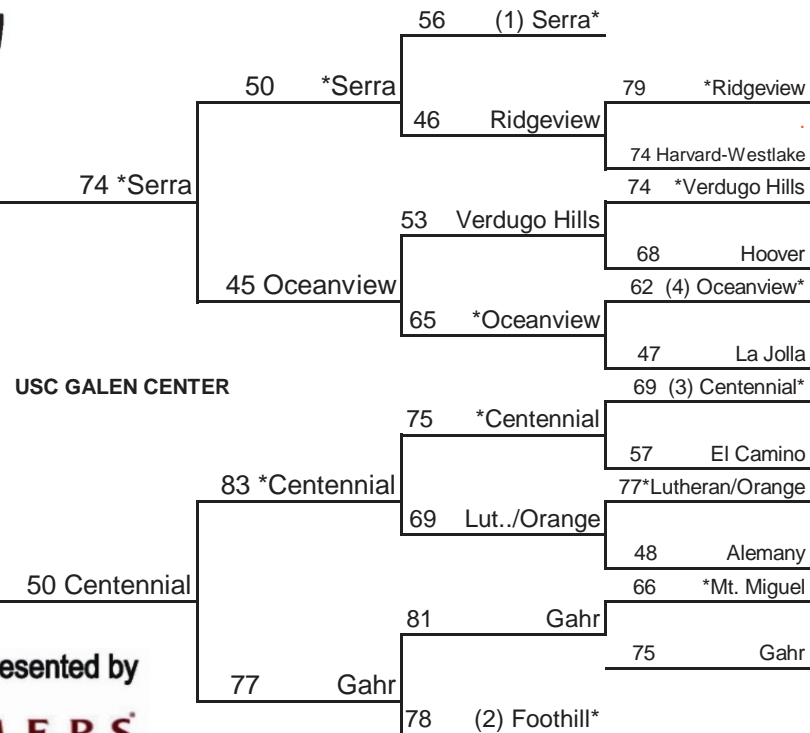 56 (1) Serra*
50 *Serra
79 *Ridgeview
46 Ridgeview
74 Harvard-Westlake
74 *Serra
74 *Verdugo Hills
53 Verdugo Hills
68 Hoover
45 Oceanview
62 (4) Oceanview*
65 *Oceanview
47 La Jolla
USC GALEN CENTER
69 (3) Centennial*
75 *Centennial
57 El Camino
83 *Centennial
77*Lutheran/Orange
69 Lut../Orange
48 Alemany
50 Centennial
66 *Mt. Miguel
81 Gahr
75 Gahr
esented by
77 Gahr
78 (2) Foothill*